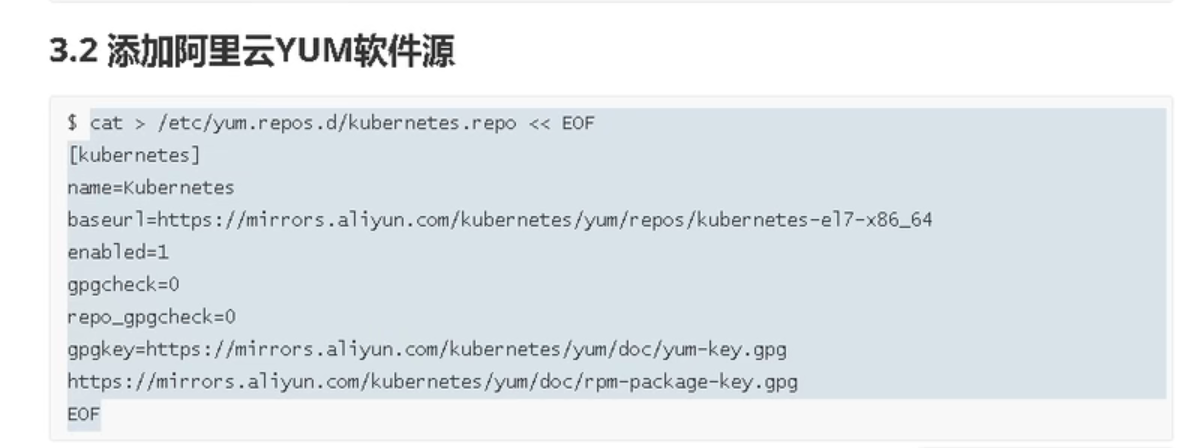 3.2 添加阿里云YUM软件源
$ cat > /etc/yum.repos.d/kubernetes.repo << EOF
[kubernetes]
name=Kubernetes
baseurl=https://mirrors.aliyun.com/kubernetes/yum/repos/kubernetes-el7-x86_64
enabled=1
gpgcheck=0
repo_gpgcheck=0
gpgkey=https://mirrors.aliyun.com/kubernetes/yum/doc/yum-key.gpg
https://mirrors.aliyun.com/kubernetes/yum/doc/rpm-package-key.gpg
EOF